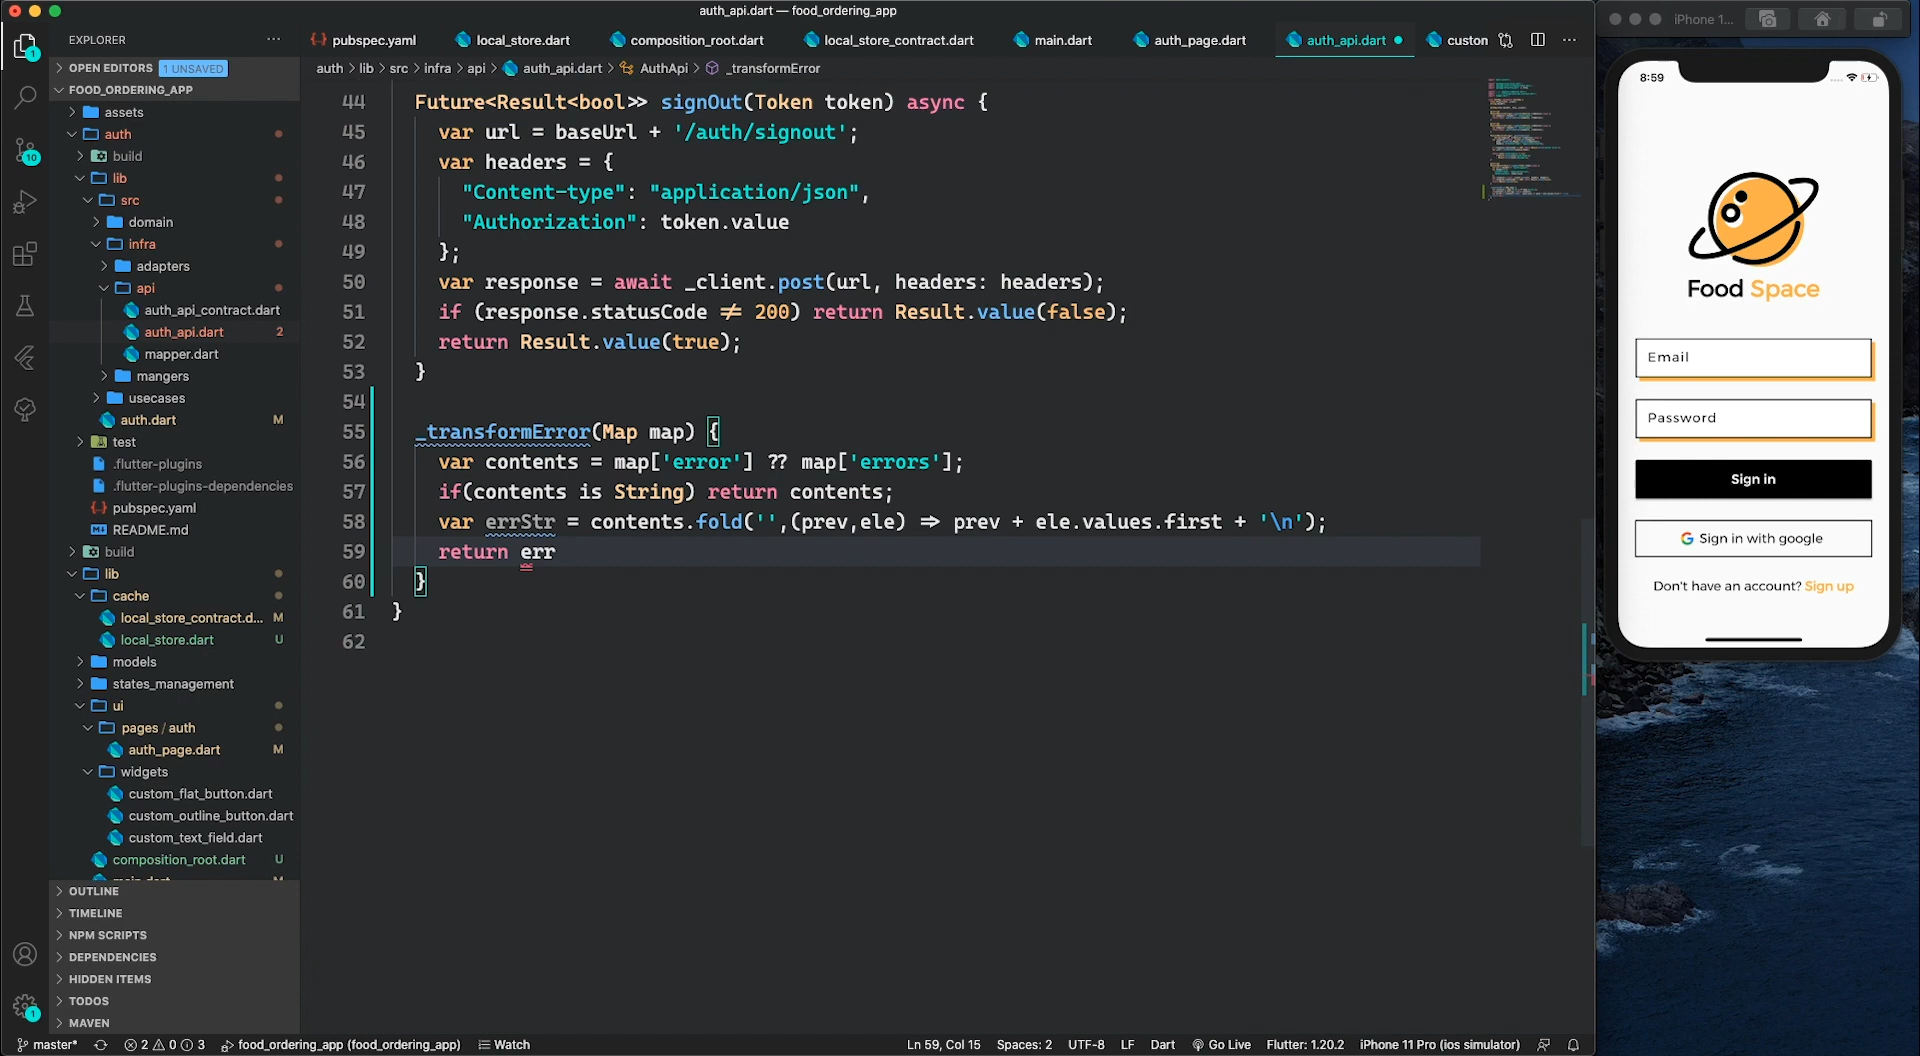 auth_api.dart — food_ordering_app
EXPLORER
OPEN EDITORS 1 UNSAVED
FOOD_ORDERING_APP
assets
auth
build
lib
src
domain
infra
adapters
api
auth_api_contract.dart
auth_api.dart 2
mapper.dart
mangers
usecases
auth.dart M
test
.flutter-plugins
.flutter-plugins-dependencies
pubspec.yaml
README.md
build
lib
cache
local_store_contract.d... M
local_store.dart U
models
states_management
ui
pages / auth
auth_page.dart M
widgets
custom_flat_button.dart
custom_outline_button.dart
custom_text_field.dart
composition_root.dart U
OUTLINE
TIMELINE
NPM SCRIPTS
DEPENDENCIES
HIDDEN ITEMS
TODOS
MAVEN
1
10
1
pubspec.yaml local_store.dart composition_root.dart local_store_contract.dart main.dart auth_page.dart auth_api.dart custon
auth > lib > src > infra > api > auth_api.dart > AuthApi > _transformError
44 Future<Result<bool>> signOut(Token token) async {
45 var url = baseUrl + '/auth/signout';
46 var headers = {
47 "Content-type": "application/json",
48 "Authorization": token.value
49 };
50 var response = await _client.post(url, headers: headers);
51 if (response.statusCode != 200) return Result.value(false);
52 return Result.value(true);
53 }
54
55 _transformError(Map map) {
56 var contents = map['error'] ?? map['errors'];
57 if(contents is String) return contents;
58 var errStr = contents.fold('',(prev,ele) => prev + ele.values.first + '\n');
59 return err
60 }
61 }
62
master* 2 0 3 food_ordering_app (food_ordering_app) Watch
Ln 59, Col 15 Spaces: 2 UTF-8 LF Dart Go Live Flutter: 1.20.2 iPhone 11 Pro (ios simulator)
iPhone 1...
8:59
Food Space
Email
Password
Sign in
Sign in with google
Don't have an account? Sign up